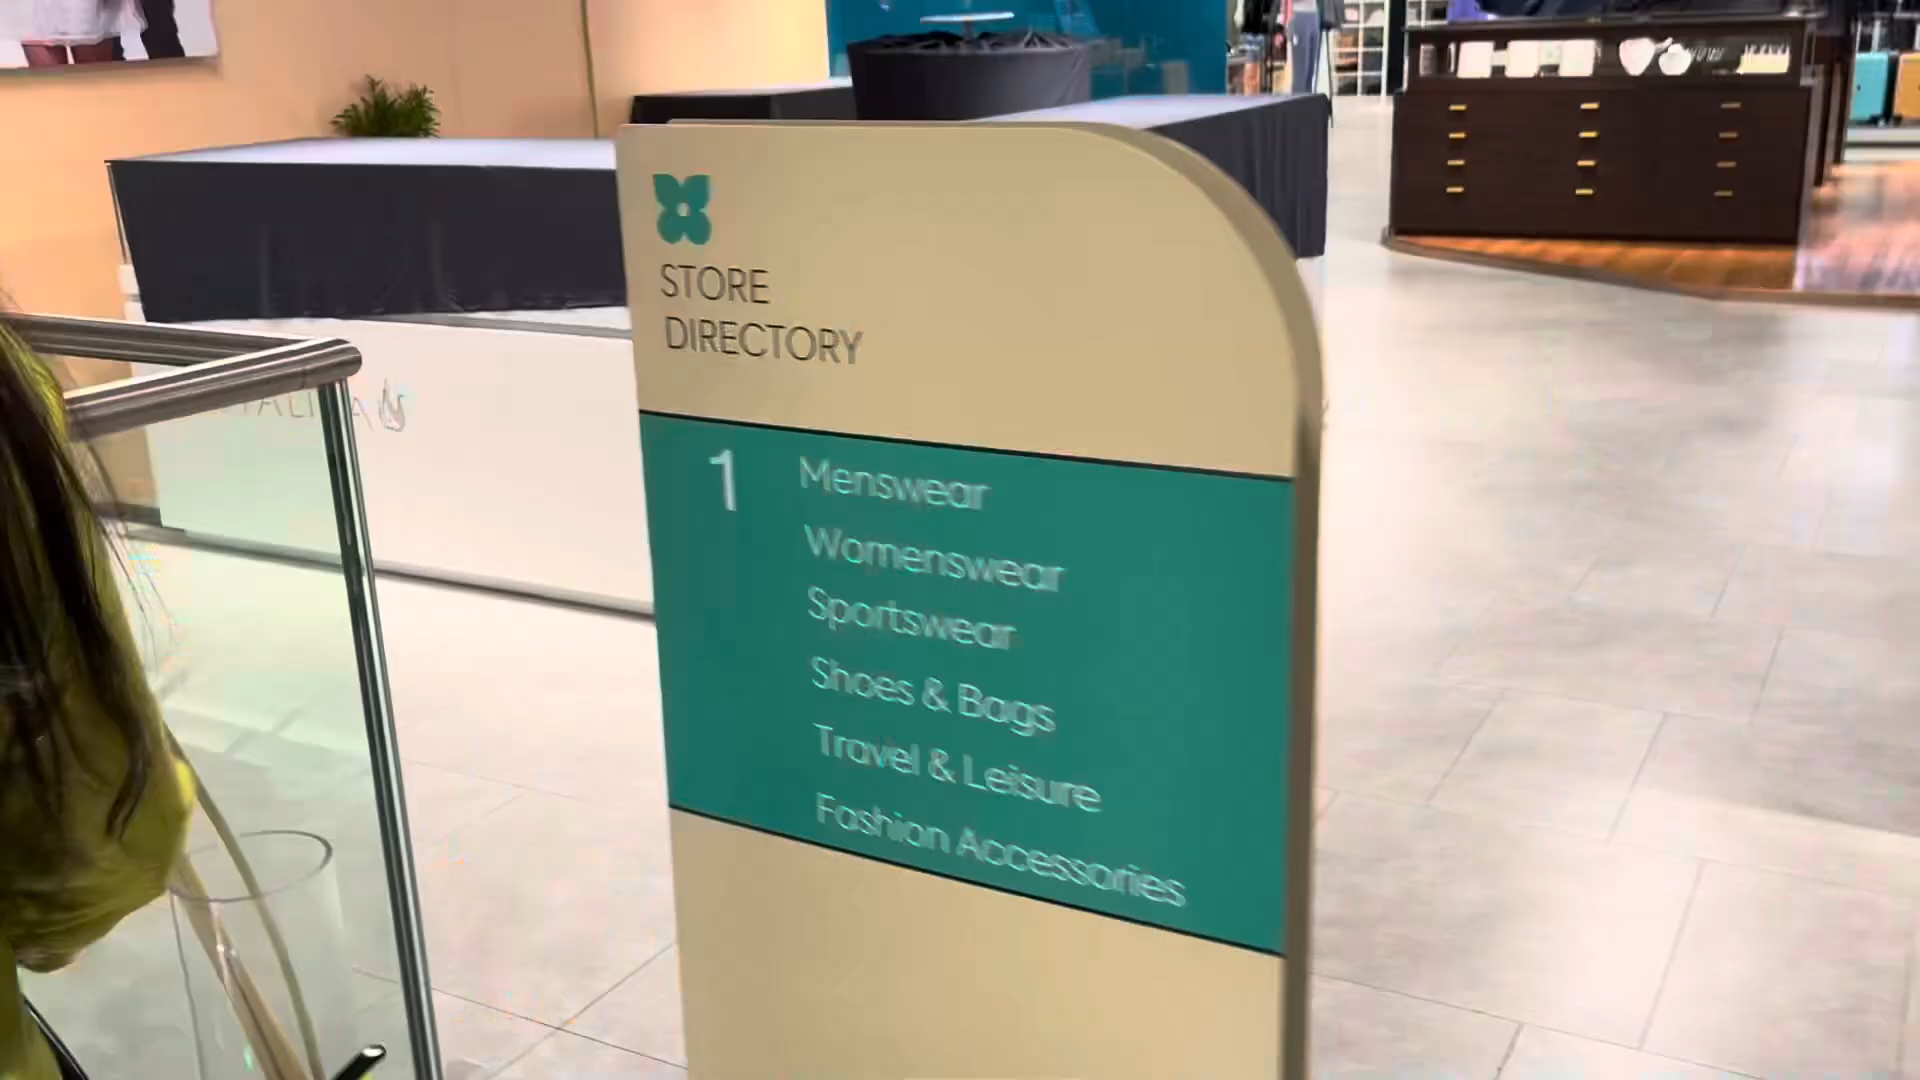 STORE
DIRECTORY
1 Menswear
Womenswear
Sportswear
Shoes & Bags
Travel & Leisure
Fashion Accessories